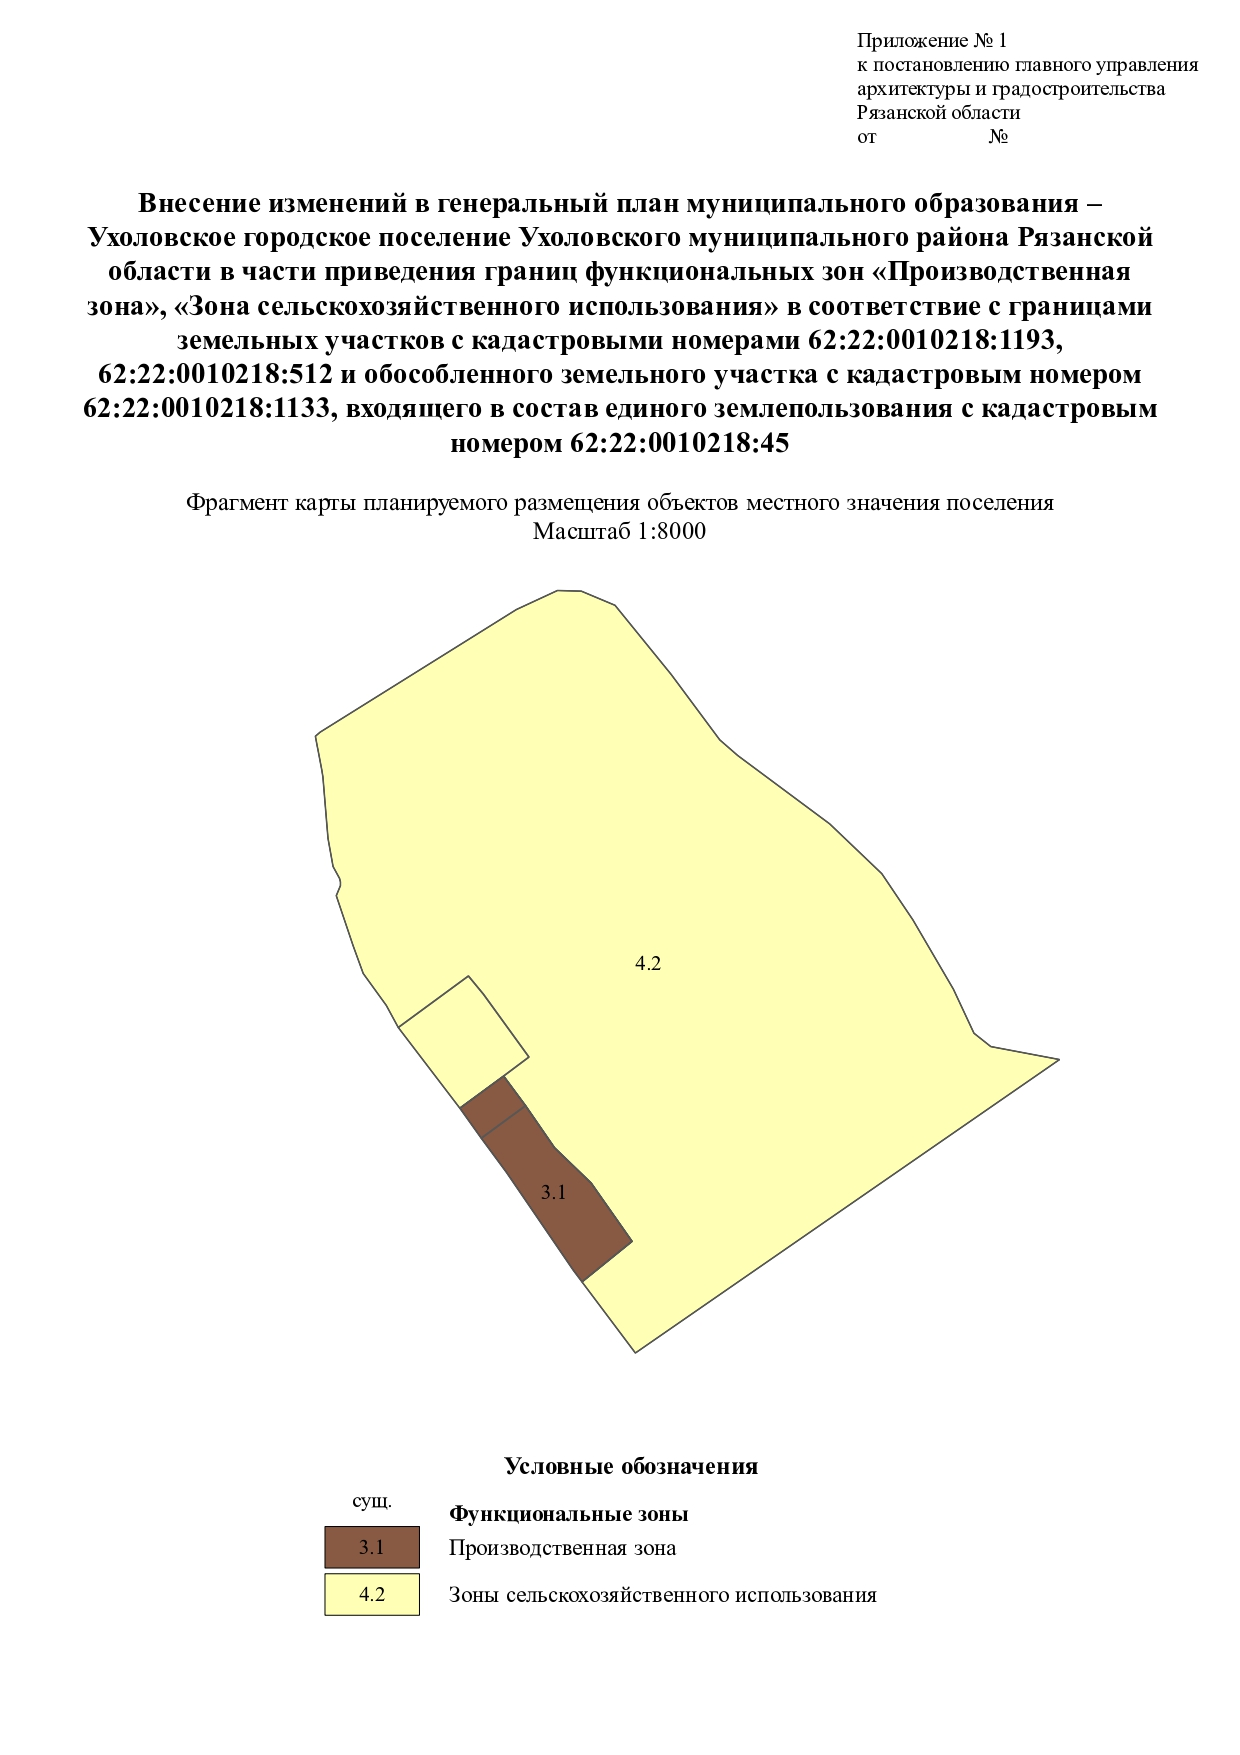 Приложение № 1
к постановлению главного управления
архитектуры и градостроительства
Рязанской области
от №
Внесение изменений в генеральный план муниципального образования –
Ухоловское городское поселение Ухоловского муниципального района Рязанской
области в части приведения границ функциональных зон «Производственная
зона», «Зона сельскохозяйственного использования» в соответствие с границами
земельных участков с кадастровыми номерами 62:22:0010218:1193,
62:22:0010218:512 и обособленного земельного участка с кадастровым номером
62:22:0010218:1133, входящего в состав единого землепользования с кадастровым
номером 62:22:0010218:45
Фрагмент карты планируемого размещения объектов местного значения поселения
Масштаб 1:8000
4.2
3.1
Условные обозначения
сущ.
Функциональные зоны
3.1 Производственная зона
4.2 Зоны сельскохозяйственного использования